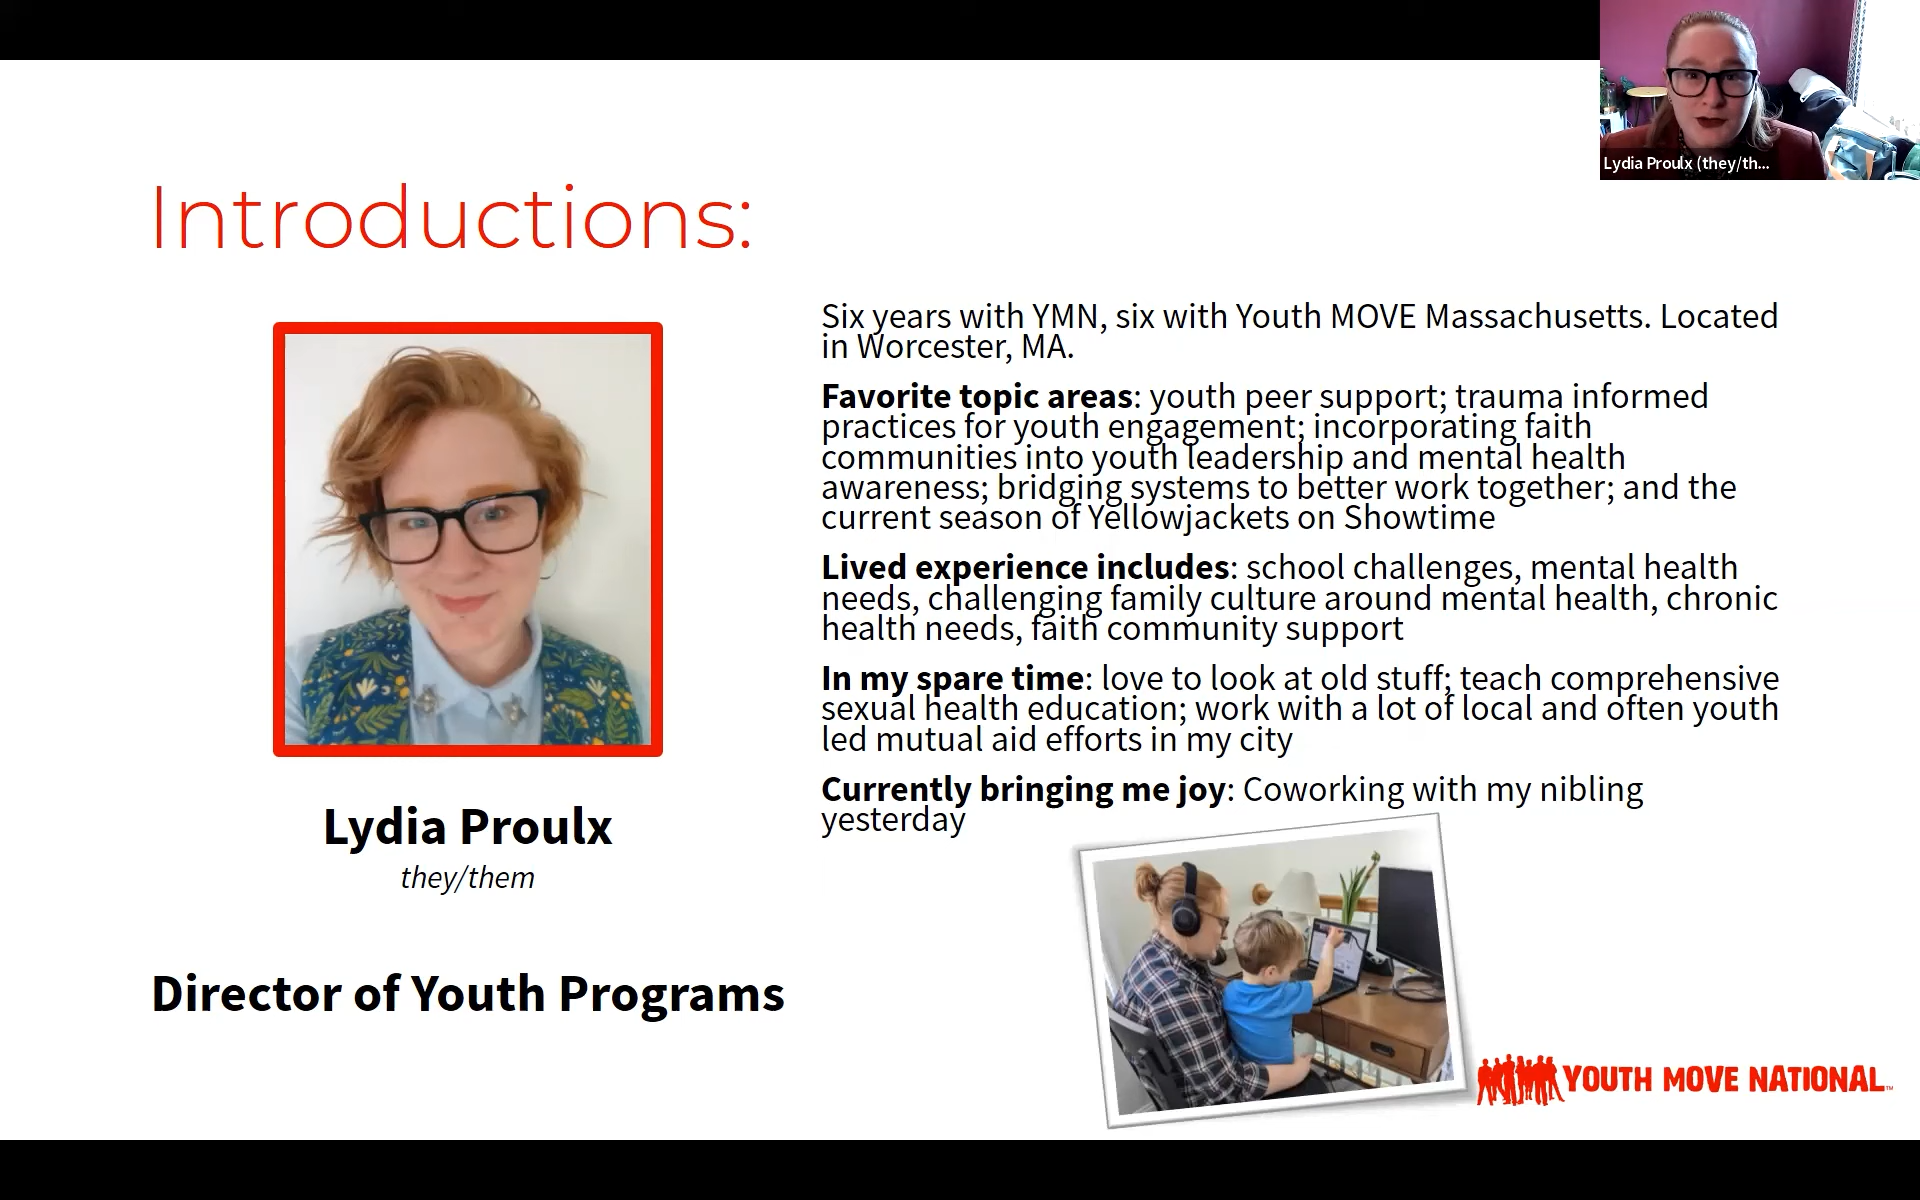 Lydia Proulx (they/th...
Introductions:
Six years with YMN, six with Youth MOVE Massachusetts. Located
in Worcester, MA.
Favorite topic areas: youth peer support; trauma informed
practices for youth engagement; incorporating faith
communities into youth leadership and mental health
awareness; bridging systems to better work together; and the
current season of Yellowjackets on Showtime
Lived experience includes: school challenges, mental health
needs, challenging family culture around mental health, chronic
health needs, faith community support
In my spare time: love to look at old stuff; teach comprehensive
sexual health education; work with a lot of local and often youth
led mutual aid efforts in my city
Currently bringing me joy: Coworking with my nibling
yesterday
Lydia Proulx
they/them
Director of Youth Programs
YOUTH MOVE NATIONAL™